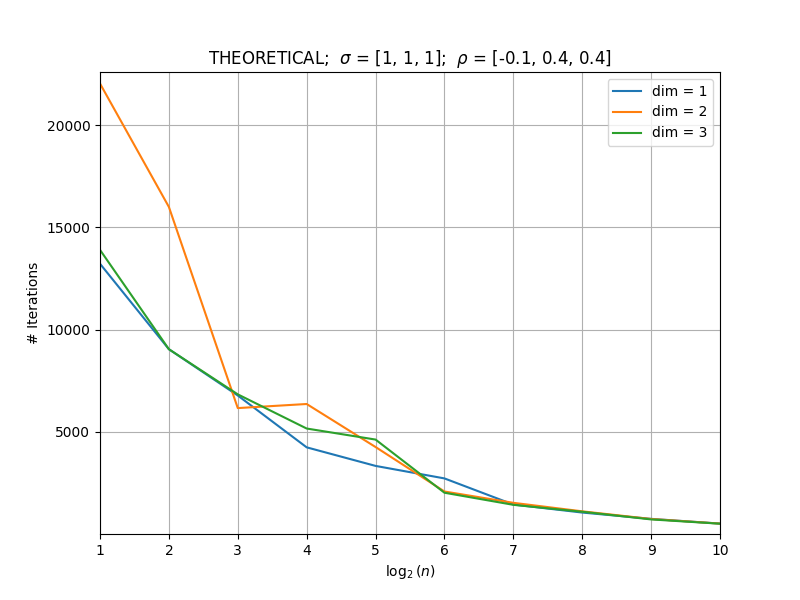 THEORETICAL; σ = [1, 1, 1]; ρ = [-0.1, 0.4, 0.4]
dim = 1
dim = 2
dim = 3
20000
15000
10000
5000
# Iterations
1 2 3 4 5 6 7 8 9 10
log₂(n)